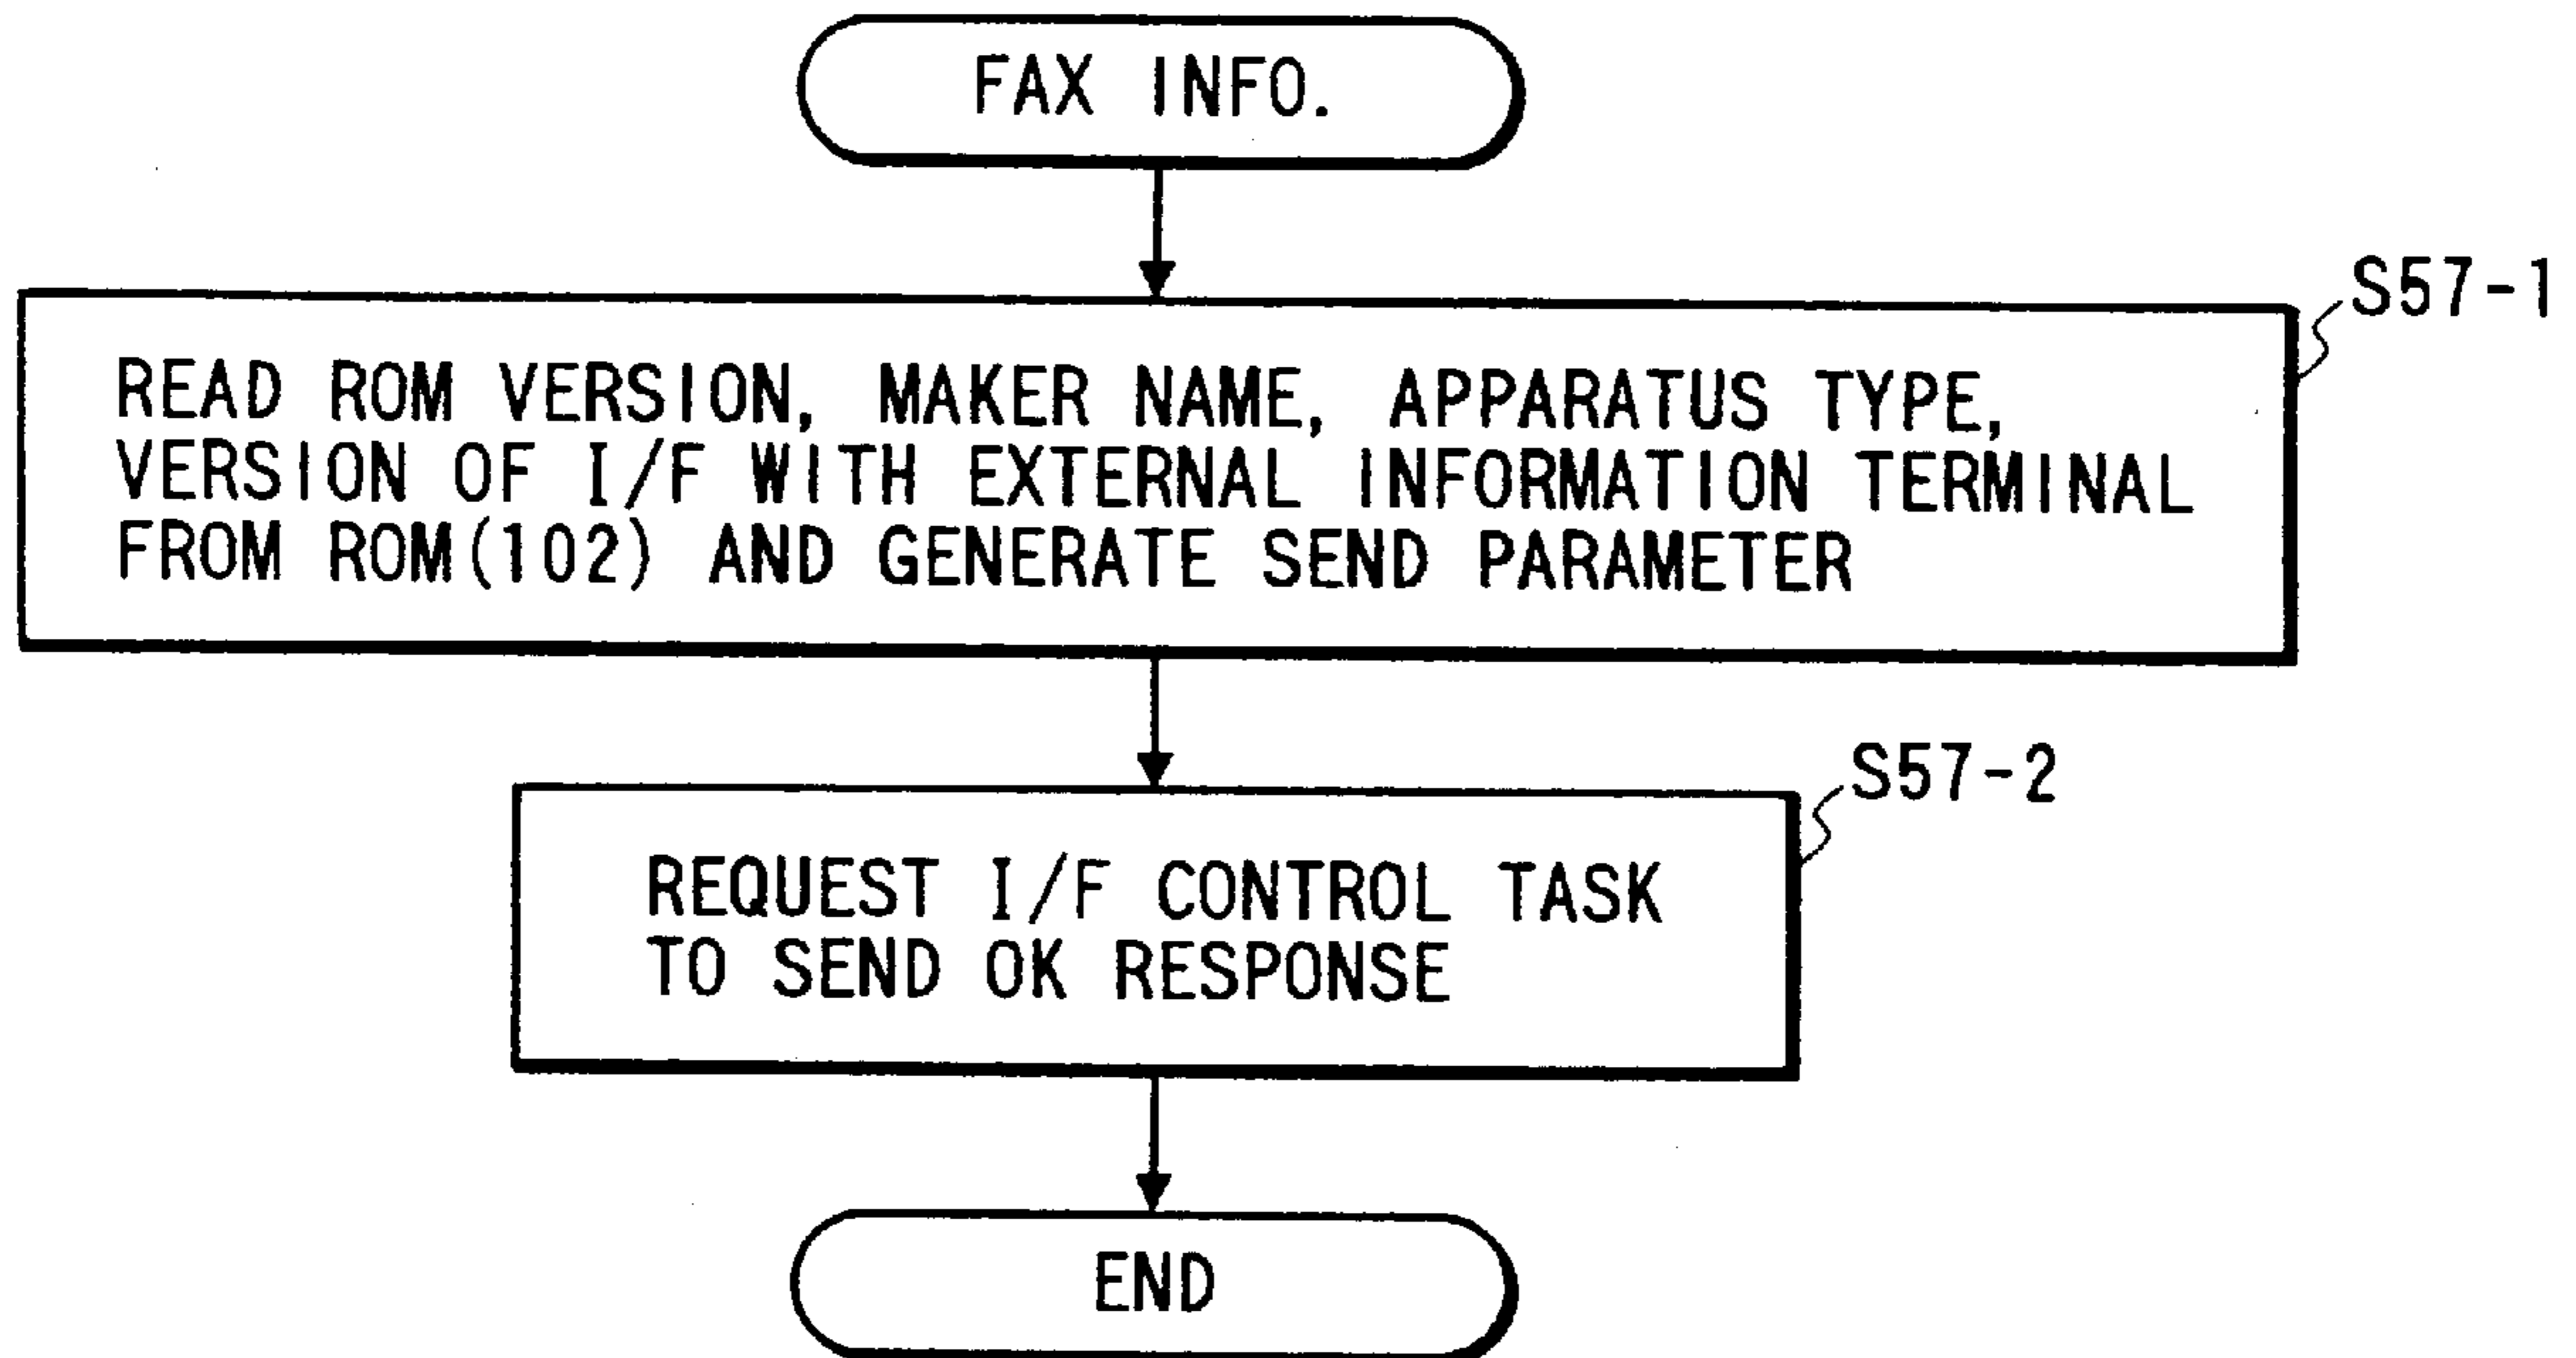 FAX INFO.
S57-1
READ ROM VERSION, MAKER NAME, APPARATUS TYPE,
VERSION OF I/F WITH EXTERNAL INFORMATION TERMINAL
FROM ROM(102) AND GENERATE SEND PARAMETER
S57-2
REQUEST I/F CONTROL TASK
TO SEND OK RESPONSE
END